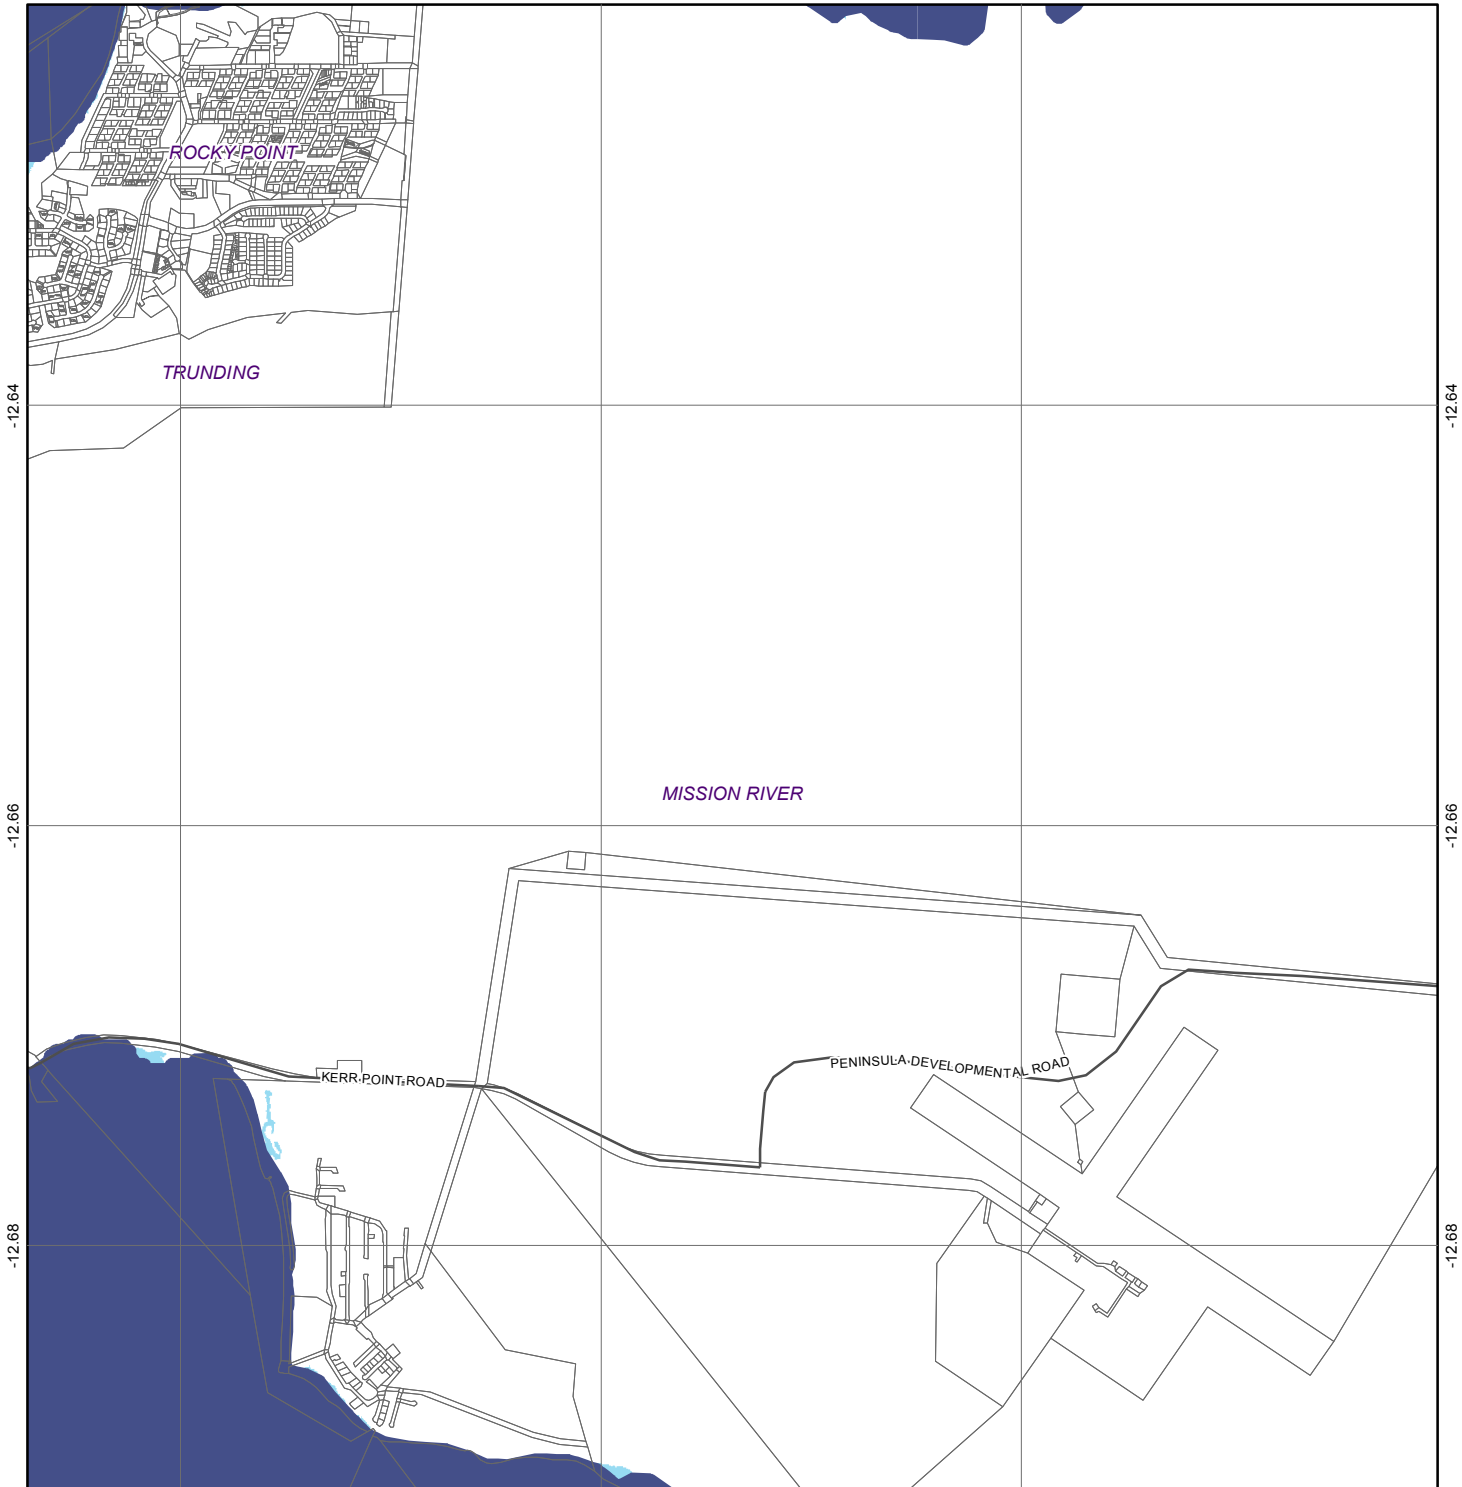 ROCKY POINT
TRUNDING
-12.64
-12.64
MISSION RIVER
-12.66
-12.66
PENINSULA DEVELOPMENTAL ROAD
KERR POINT ROAD
-12.68
-12.68